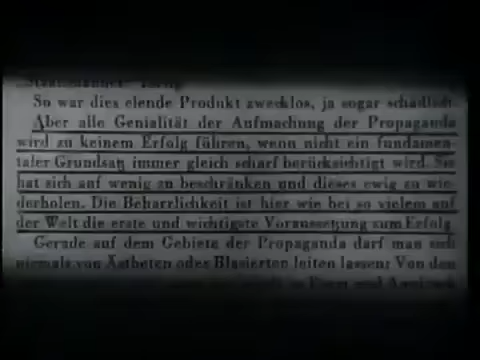 So war dies elende Produkt zwecklos, ja sogar schädlich.
Aber alle Genialität der Aufmachung der Propaganda
wird zu keinem Erfolg führen, wenn nicht ein fundamen-
taler Grundsatz immer gleich scharf berücksichtigt wird. Sie
hat sich auf wenig zu beschränken und dieses ewig zu wie-
derholen. Die Beharrlichkeit ist hier wie bei so vielem auf
der Welt die erste und wichtigste Voraussetzung zum Erfolg.
Gerade auf dem Gebiete der Propaganda darf man sich
niemals von Ästheten oder Blasierten leiten lassen: Von den
in Form und Ausdruck